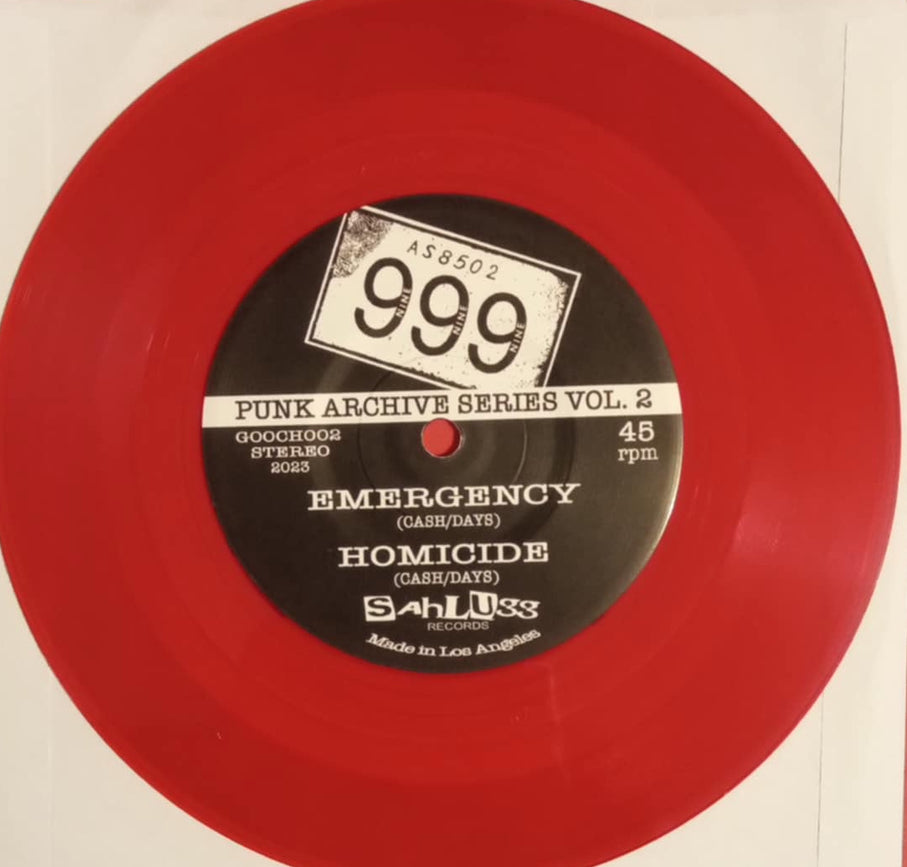 AS8502
999
NINE NINE NINE
PUNK ARCHIVE SERIES VOL. 2
GOOCH002
STEREO
2023
45
rpm
EMERGENCY
(CASH/DAYS)
HOMICIDE
(CASH/DAYS)
SAhLUgg
RECORDS
Made in Los Angeles